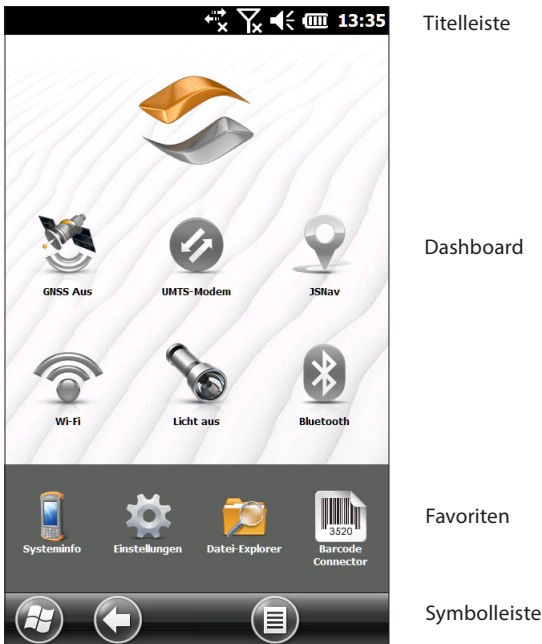 13:35
Titelleiste
GNSS Aus
UMTS-Modem
JSNav
Dashboard
Wi-Fi
Licht aus
Bluetooth
3520
Systeminfo
Einstellungen
Datei-Explorer
Barcode
Connector
Favoriten
Symbolleiste